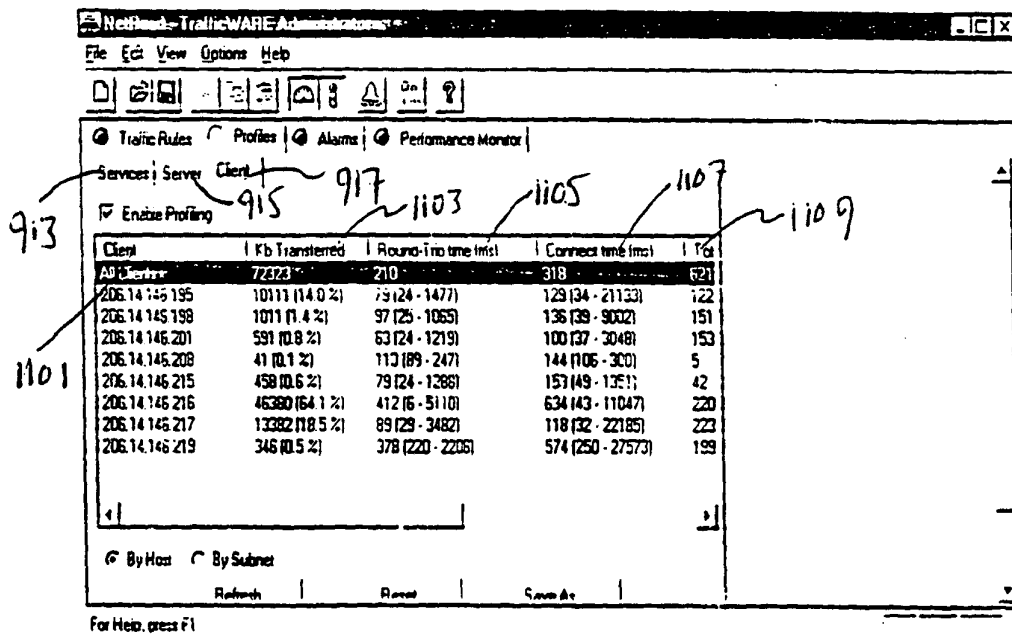 TrafficWARE
File Edit View Options Help
Traffic Rules Profiles Alarms Performance Monitor
Services Server Client
913 915 917 1103 1105 1107 1109
Enable Profiling
Client Kb Transferred Round-Trip time (ms) Connect time (ms) Tot
All Clients 72323 210 318 621
206.14.146.195 10111 (14.0 %) 79 (24 - 1477) 129 (34 - 21133) 122
206.14.146.198 1011 (1.4 %) 97 (25 - 1065) 136 (39 - 9002) 151
206.14.146.201 591 (0.8 %) 63 (24 - 1219) 100 (37 - 3048) 153
206.14.146.208 41 (0.1 %) 113 (89 - 247) 144 (106 - 300) 5
1101
206.14.146.215 458 (0.6 %) 79 (24 - 1288) 153 (49 - 1351) 42
206.14.146.216 46380 (64.1 %) 412 (6 - 5110) 634 (43 - 11047) 220
206.14.146.217 13382 (18.5 %) 89 (29 - 3482) 118 (32 - 22185) 223
206.14.146.219 346 (0.5 %) 378 (220 - 2206) 574 (250 - 27573) 199
By Host By Subnet
Refresh Reset Save As
For Help, press F1